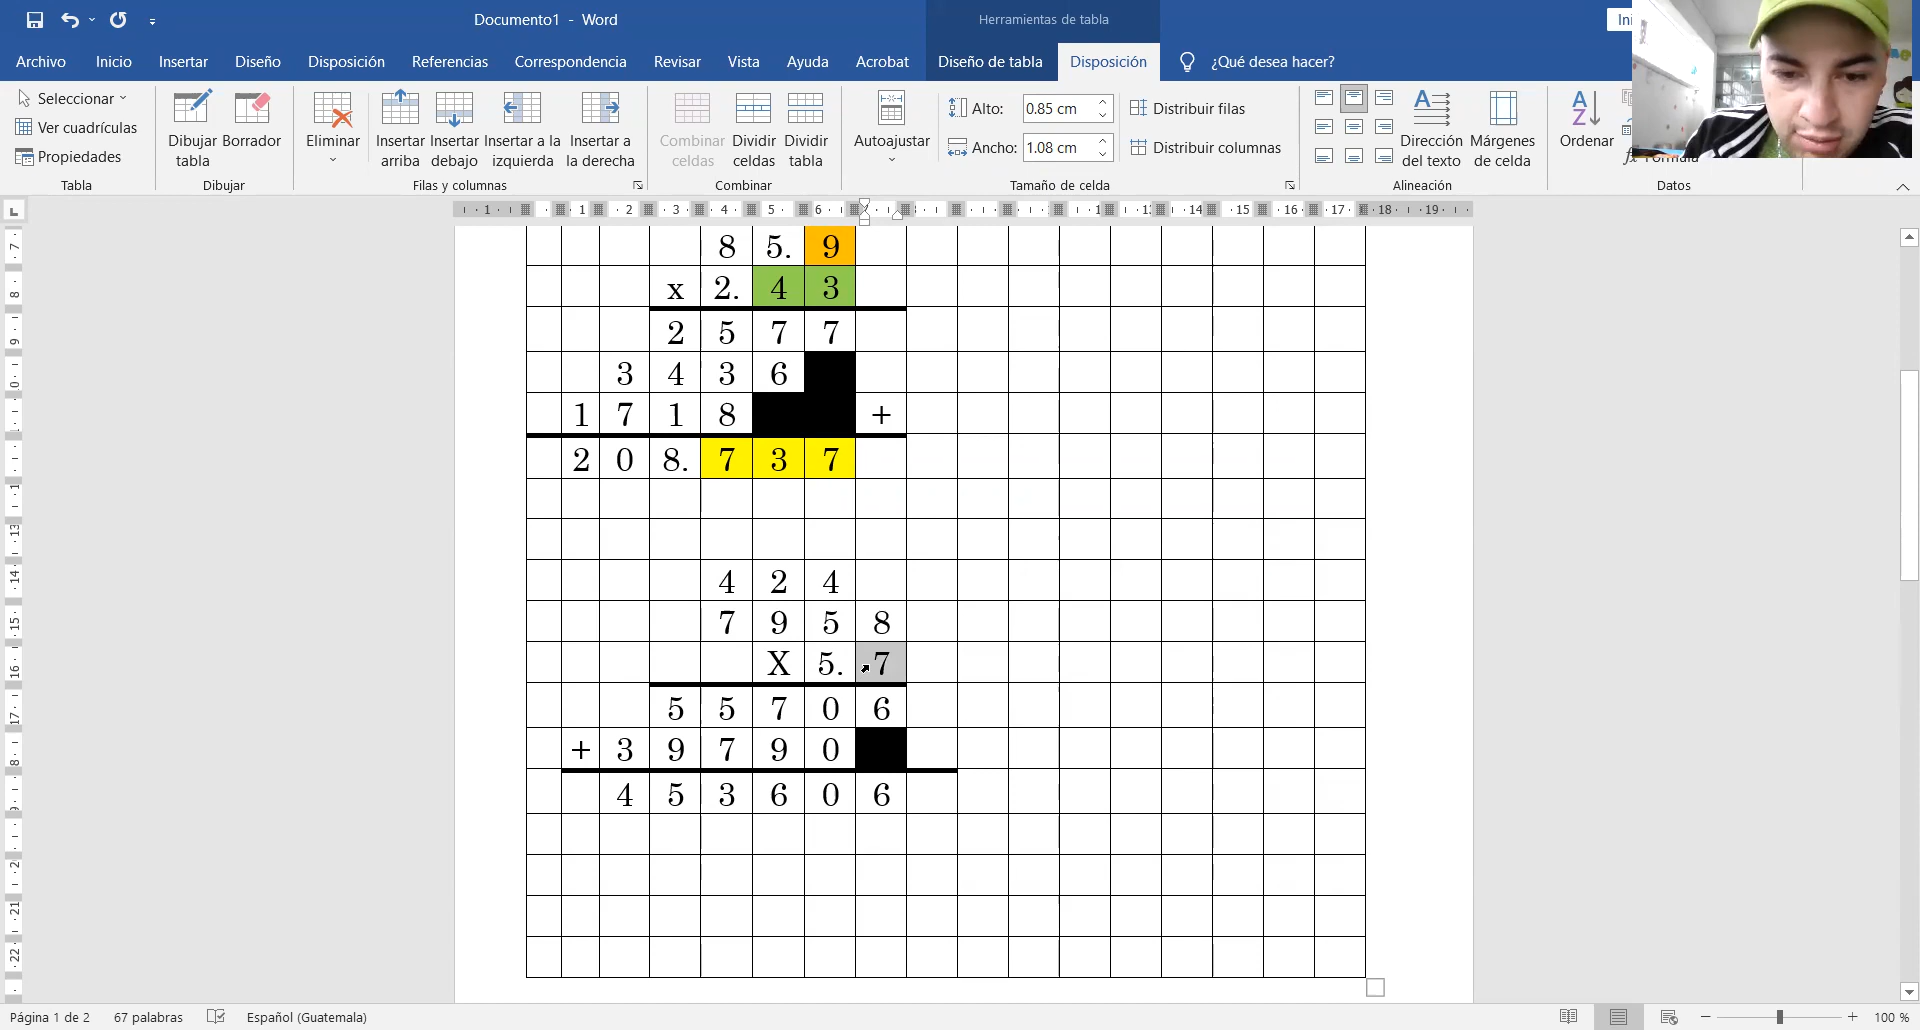 Documento1 - Word
Herramientas de tabla
Ini
Archivo Inicio Insertar Diseño Disposición Referencias Correspondencia Revisar Vista Ayuda Acrobat Diseño de tabla Disposición ¿Qué desea hacer?
Seleccionar
Ver cuadrículas
Propiedades
Tabla
Dibujar tabla
Borrador
Dibujar
Eliminar
Insertar arriba
Insertar debajo
Insertar a la izquierda
Insertar a la derecha
Filas y columnas
Combinar celdas
Dividir celdas
Dividir tabla
Combinar
Autoajustar
Alto: 0.85 cm
Ancho: 1.08 cm
Distribuir filas
Distribuir columnas
Tamaño de celda
Dirección del texto
Márgenes de celda
Alineación
Ordenar
A
Z
Datos
8 5. 9
x 2. 4 3
2 5 7 7
3 4 3 6
1 7 1 8 +
2 0 8. 7 3 7
4 2 4
7 9 5 8
X 5. 7
5 5 7 0 6
+ 3 9 7 9 0
4 5 3 6 0 6
Página 1 de 2 67 palabras Español (Guatemala) 100 %